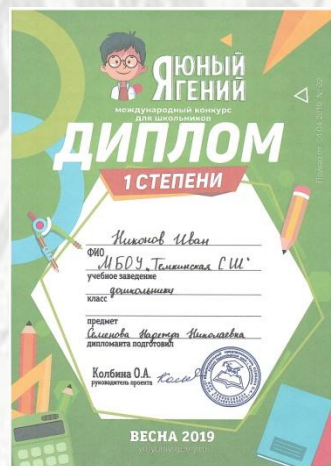 Я ЮНЫЙ
ГЕНИЙ
международный конкурс
для школьников
ДИПЛОМ
1 СТЕПЕНИ
Никонов Иван
ФИО
МБОУ "Темкинская СШ"
учебное заведение
дошкольники
класс
предмет
Семенова Надежда Николаевна
дипломанта подготовил
Колбина О.А.
руководитель проекта
ВЕСНА 2019